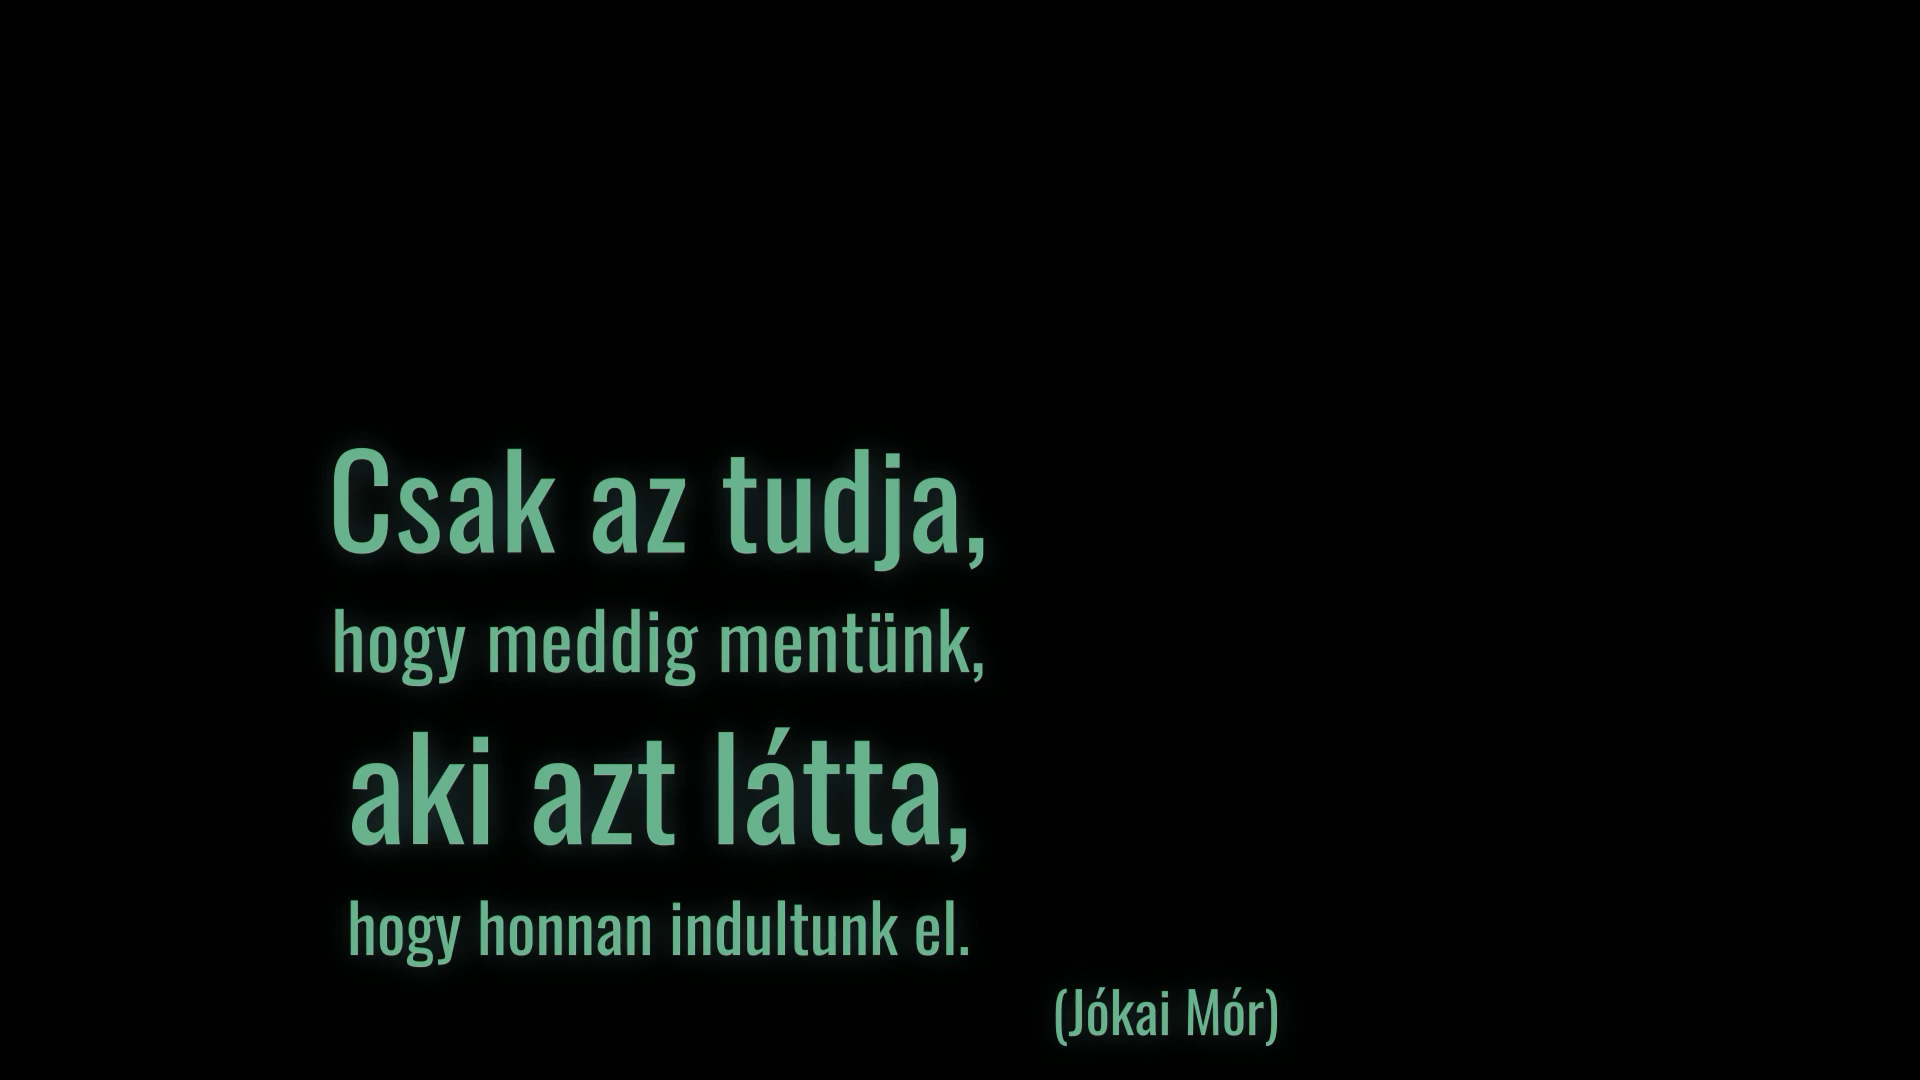 Csak az tudja,
hogy meddig mentünk,
aki azt látta,
hogy honnan indultunk el.
(Jókai Mór)